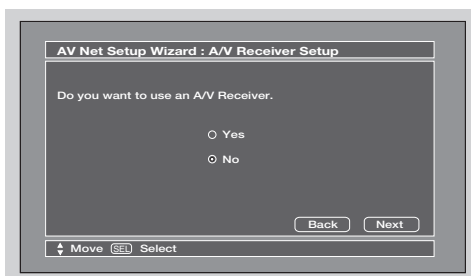 AV Net Setup Wizard : A/V Receiver Setup
Do you want to use an A/V Receiver.
Yes
No
Back Next
Move SEL Select